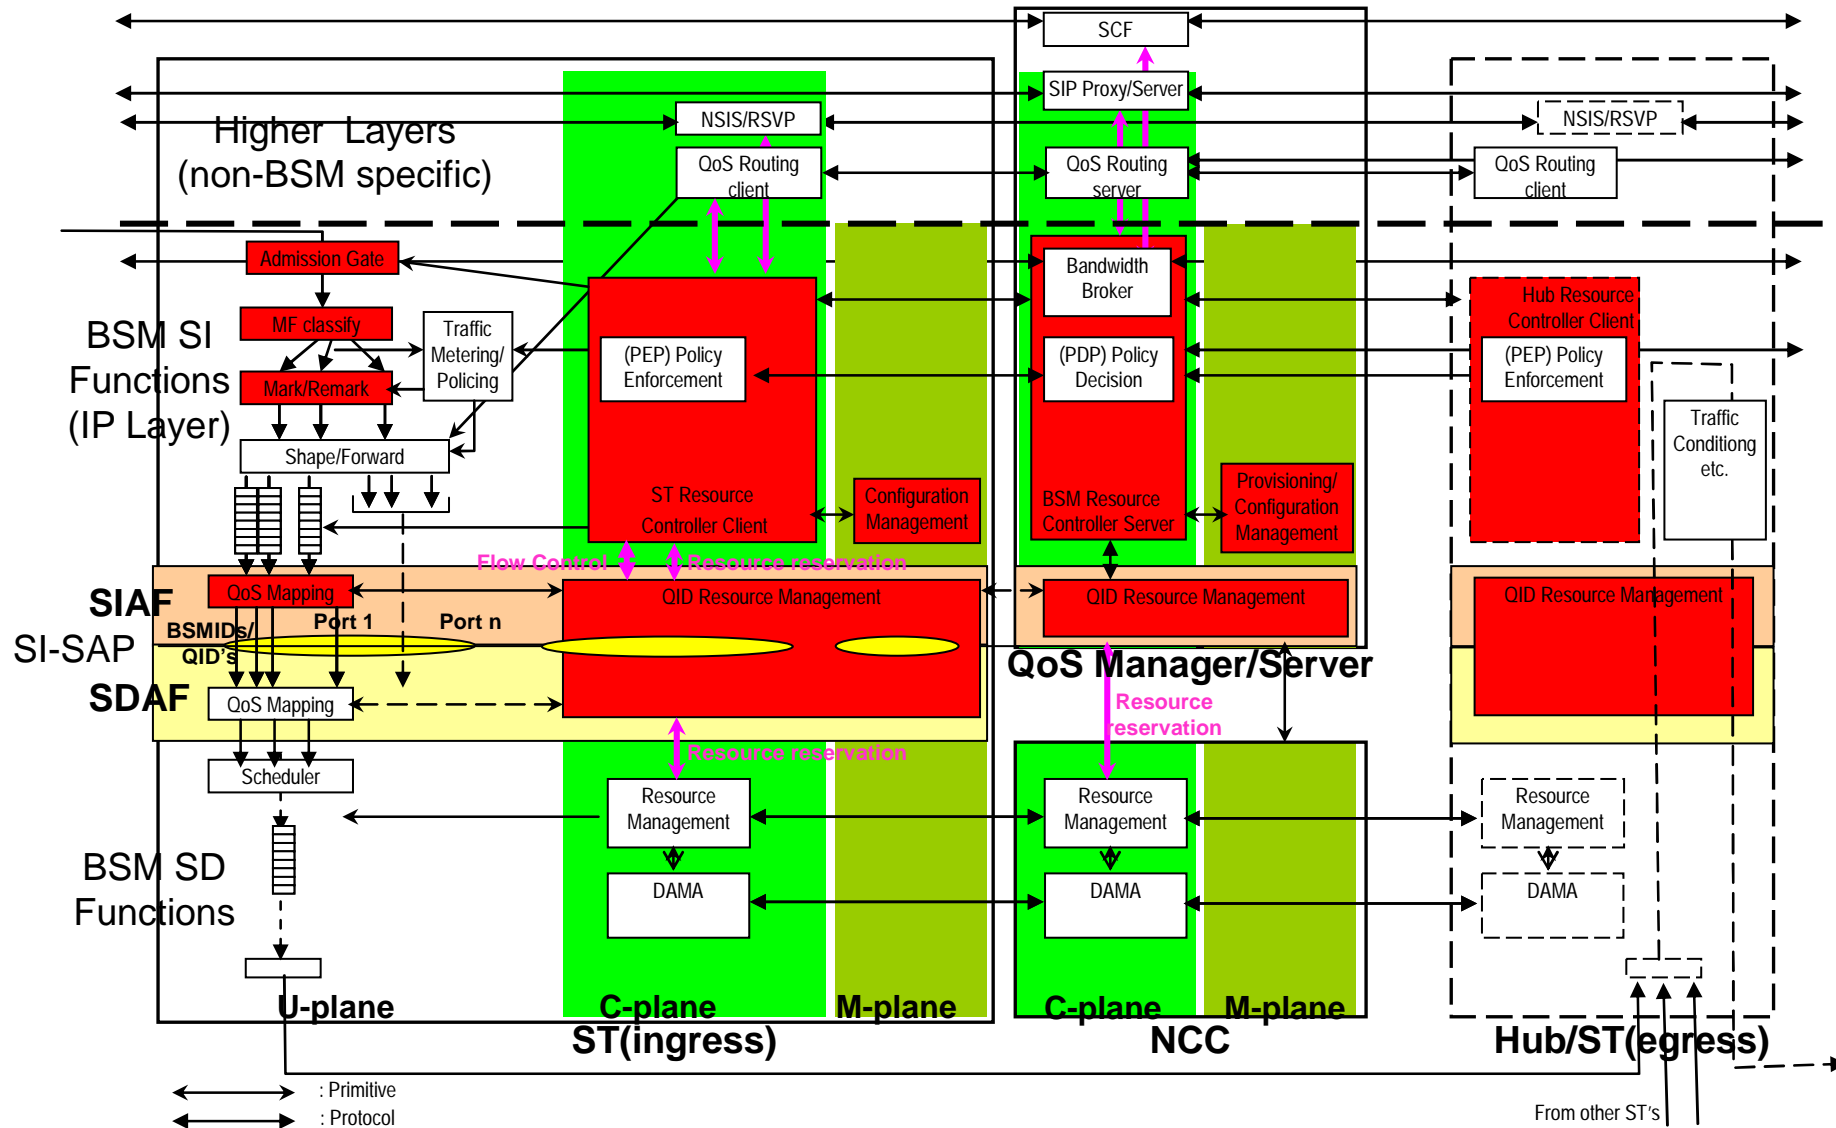 SCF
SIP Proxy/Server
NSIS/RSVP
NSIS/RSVP
Higher Layers
(non-BSM specific)
QoS Routing
client
QoS Routing
server
QoS Routing
client
Admission Gate
Bandwidth
Broker
MF classify
Traffic
Metering/
Policing
Hub Resource
Controller Client
BSM SI
Functions
(IP Layer)
(PEP) Policy
Enforcement
(PDP) Policy
Decision
(PEP) Policy
Enforcement
Mark/Remark
Traffic
Conditiong
etc.
Shape/Forward
ST Resource
Controller Client
Configuration
Management
BSM Resource
Controller Server
Provisioning/
Configuration
Management
Flow Control
Resource reservation
SIAF
QoS Mapping
QID Resource Management
QID Resource Management
QID Resource Management
BSMIDs/
QID's
Port 1
Port n
SI-SAP
QoS Manager/Server
SDAF
QoS Mapping
Resource
reservation
Resource reservation
Scheduler
Resource
Management
Resource
Management
Resource
Management
BSM SD
Functions
DAMA
DAMA
DAMA
U-plane
C-plane
M-plane
C-plane
M-plane
ST(ingress)
NCC
Hub/ST(egress)
: Primitive
: Protocol
From other ST's